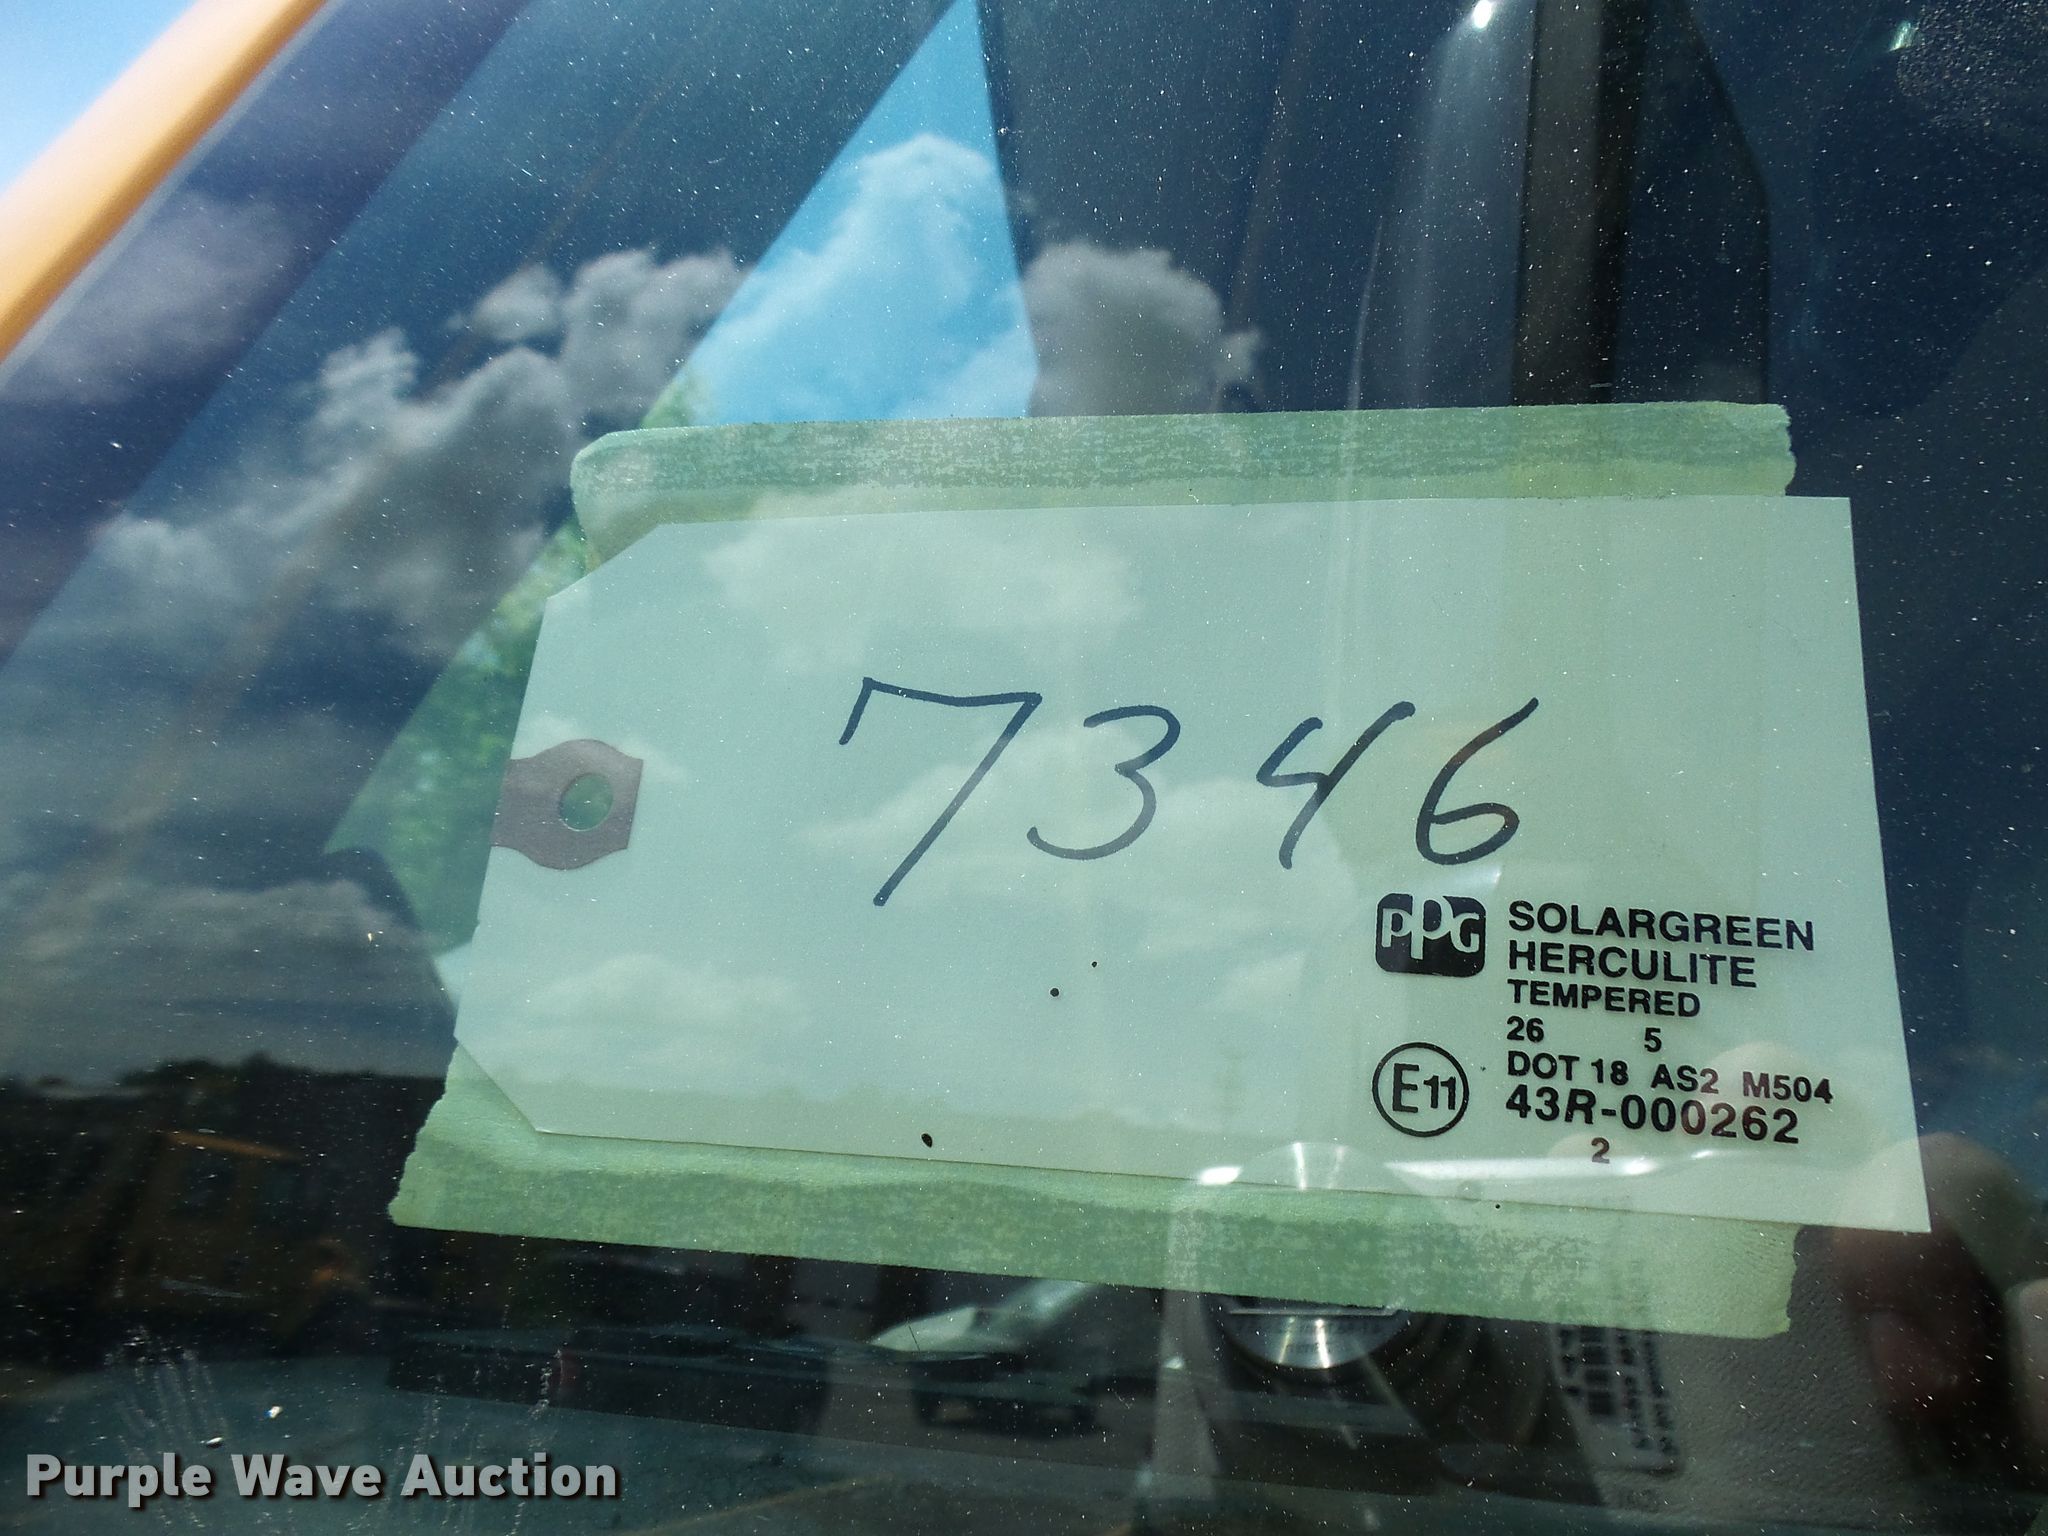 7346
PPG SOLARGREEN
HERCULITE
TEMPERED
26 5
E11 DOT 18 AS2 M504
43R-000262
2
Purple Wave Auction